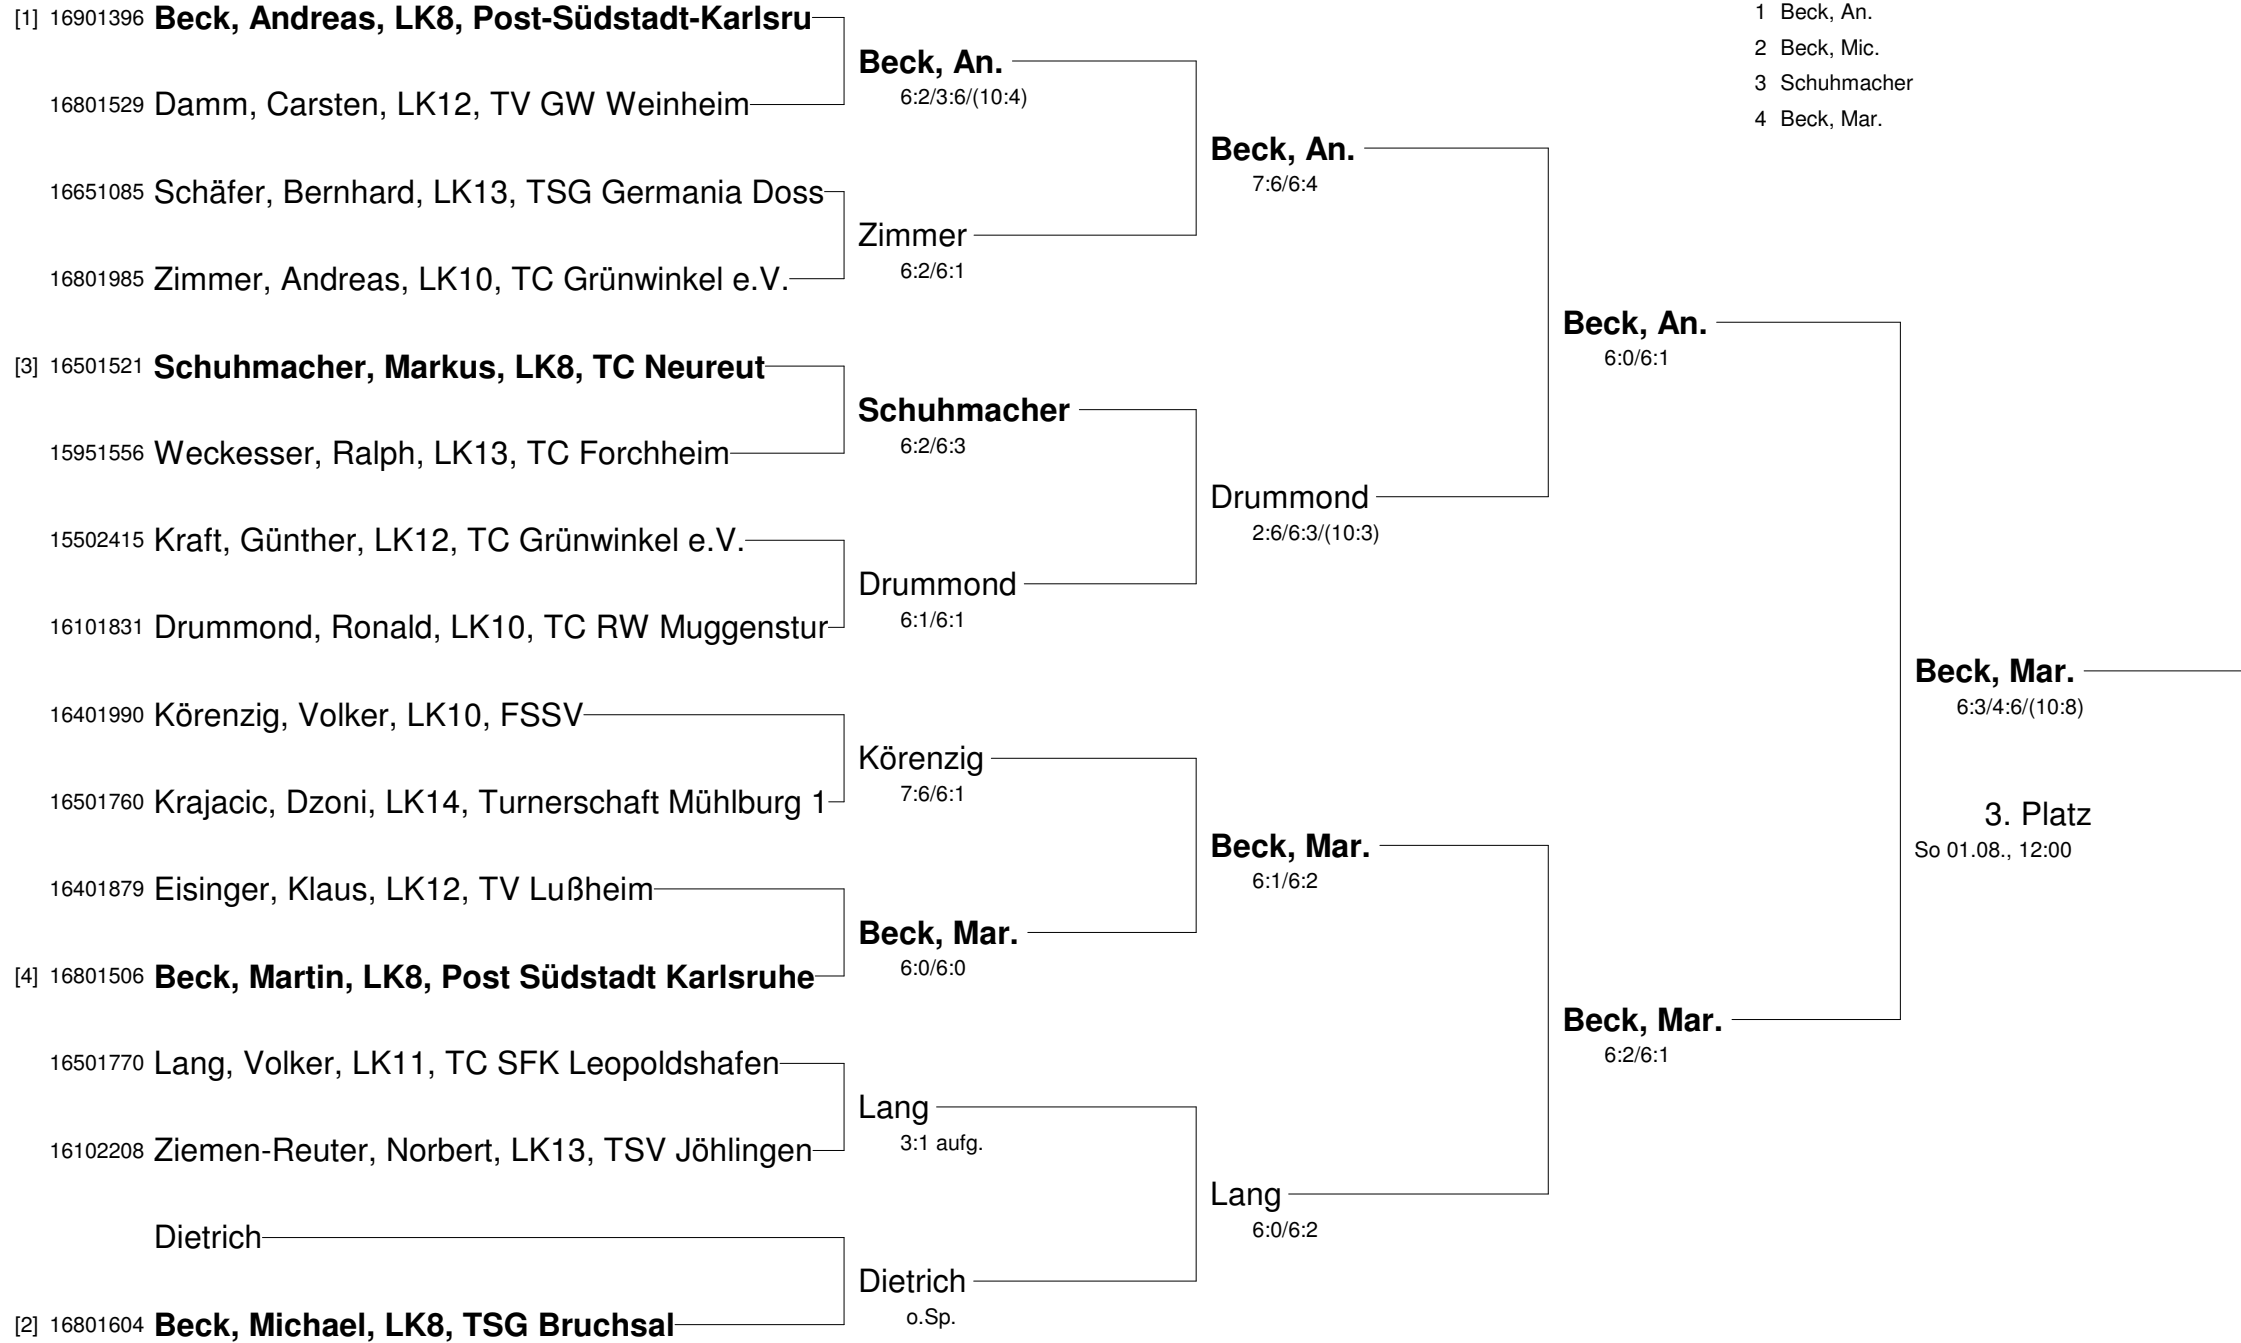 [1] 16901396 Beck, Andreas, LK8, Post-Südstadt-Karlsru
16801529 Damm, Carsten, LK12, TV GW Weinheim
16651085 Schäfer, Bernhard, LK13, TSG Germania Doss
16801985 Zimmer, Andreas, LK10, TC Grünwinkel e.V.
[3] 16501521 Schuhmacher, Markus, LK8, TC Neureut
15951556 Weckesser, Ralph, LK13, TC Forchheim
15502415 Kraft, Günther, LK12, TC Grünwinkel e.V.
16101831 Drummond, Ronald, LK10, TC RW Muggenstur
16401990 Körenzig, Volker, LK10, FSSV
16501760 Krajacic, Dzoni, LK14, Turnerschaft Mühlburg 1
16401879 Eisinger, Klaus, LK12, TV Lußheim
[4] 16801506 Beck, Martin, LK8, Post Südstadt Karlsruhe
16501770 Lang, Volker, LK11, TC SFK Leopoldshafen
16102208 Ziemen-Reuter, Norbert, LK13, TSV Jöhlingen
Dietrich
[2] 16801604 Beck, Michael, LK8, TSG Bruchsal
Beck, An.
6:2/3:6/(10:4)
Zimmer
6:2/6:1
Schuhmacher
6:2/6:3
Drummond
6:1/6:1
Körenzig
7:6/6:1
Beck, Mar.
6:0/6:0
Lang
3:1 aufg.
Dietrich
o.Sp.
Beck, An.
7:6/6:4
Drummond
2:6/6:3/(10:3)
Beck, Mar.
6:1/6:2
Lang
6:0/6:2
Beck, An.
6:0/6:1
Beck, Mar.
6:2/6:1
Beck, Mar.
6:3/4:6/(10:8)
3. Platz
So 01.08., 12:00
1 Beck, An.
2 Beck, Mic.
3 Schuhmacher
4 Beck, Mar.